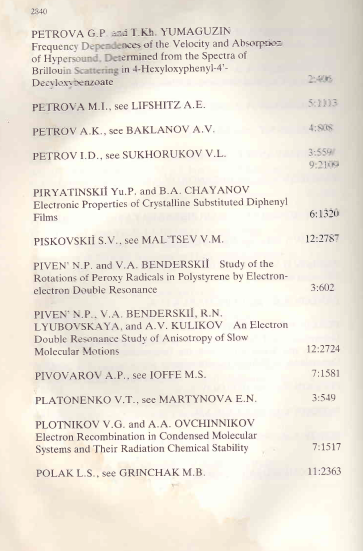 2840
PETROVA G.P. and T.Kh. YUMAGUZIN
Frequency Dependences of the Velocity and Absorption
of Hypersound, Determined from the Spectra of
Brillouin Scattering in 4-Hexyloxyphenyl-4'-
Decyloxybenzoate 2:406
PETROVA M.I., see LIFSHITZ A.E. 5:1113
PETROVA A.K., see BAKLANOV A.V. 4:808
PETROV I.D., see SUKHORUKOV V.L. 3:559/
9:2109
PIRYATINSKIĬ Yu.P. and B.A. CHAYANOV
Electronic Properties of Crystalline Substituted Diphenyl
Films 6:1320
PISKOVSKIĬ S.V., see MAL'TSEV V.M. 12:2787
PIVEN' N.P. and V.A. BENDERSKIĬ Study of the
Rotations of Peroxy Radicals in Polystyrene by Electron-
electron Double Resonance 3:602
PIVEN' N.P., V.A. BENDERSKIĬ, R.N.
LYUBOVSKAYA, and A.V. KULIKOV An Electron
Double Resonance Study of Anisotropy of Slow
Molecular Motions 12:2724
PIVOVAROV A.P., see IOFFE M.S. 7:1581
PLATONENKO V.T., see MARTYNOVA E.N. 3:549
PLOTNIKOV V.G. and A.A. OVCHINNIKOV
Electron Recombination in Condensed Molecular
Systems and Their Radiation Chemical Stability 7:1517
POLAK L.S., see GRINCHAK M.B. 11:2363